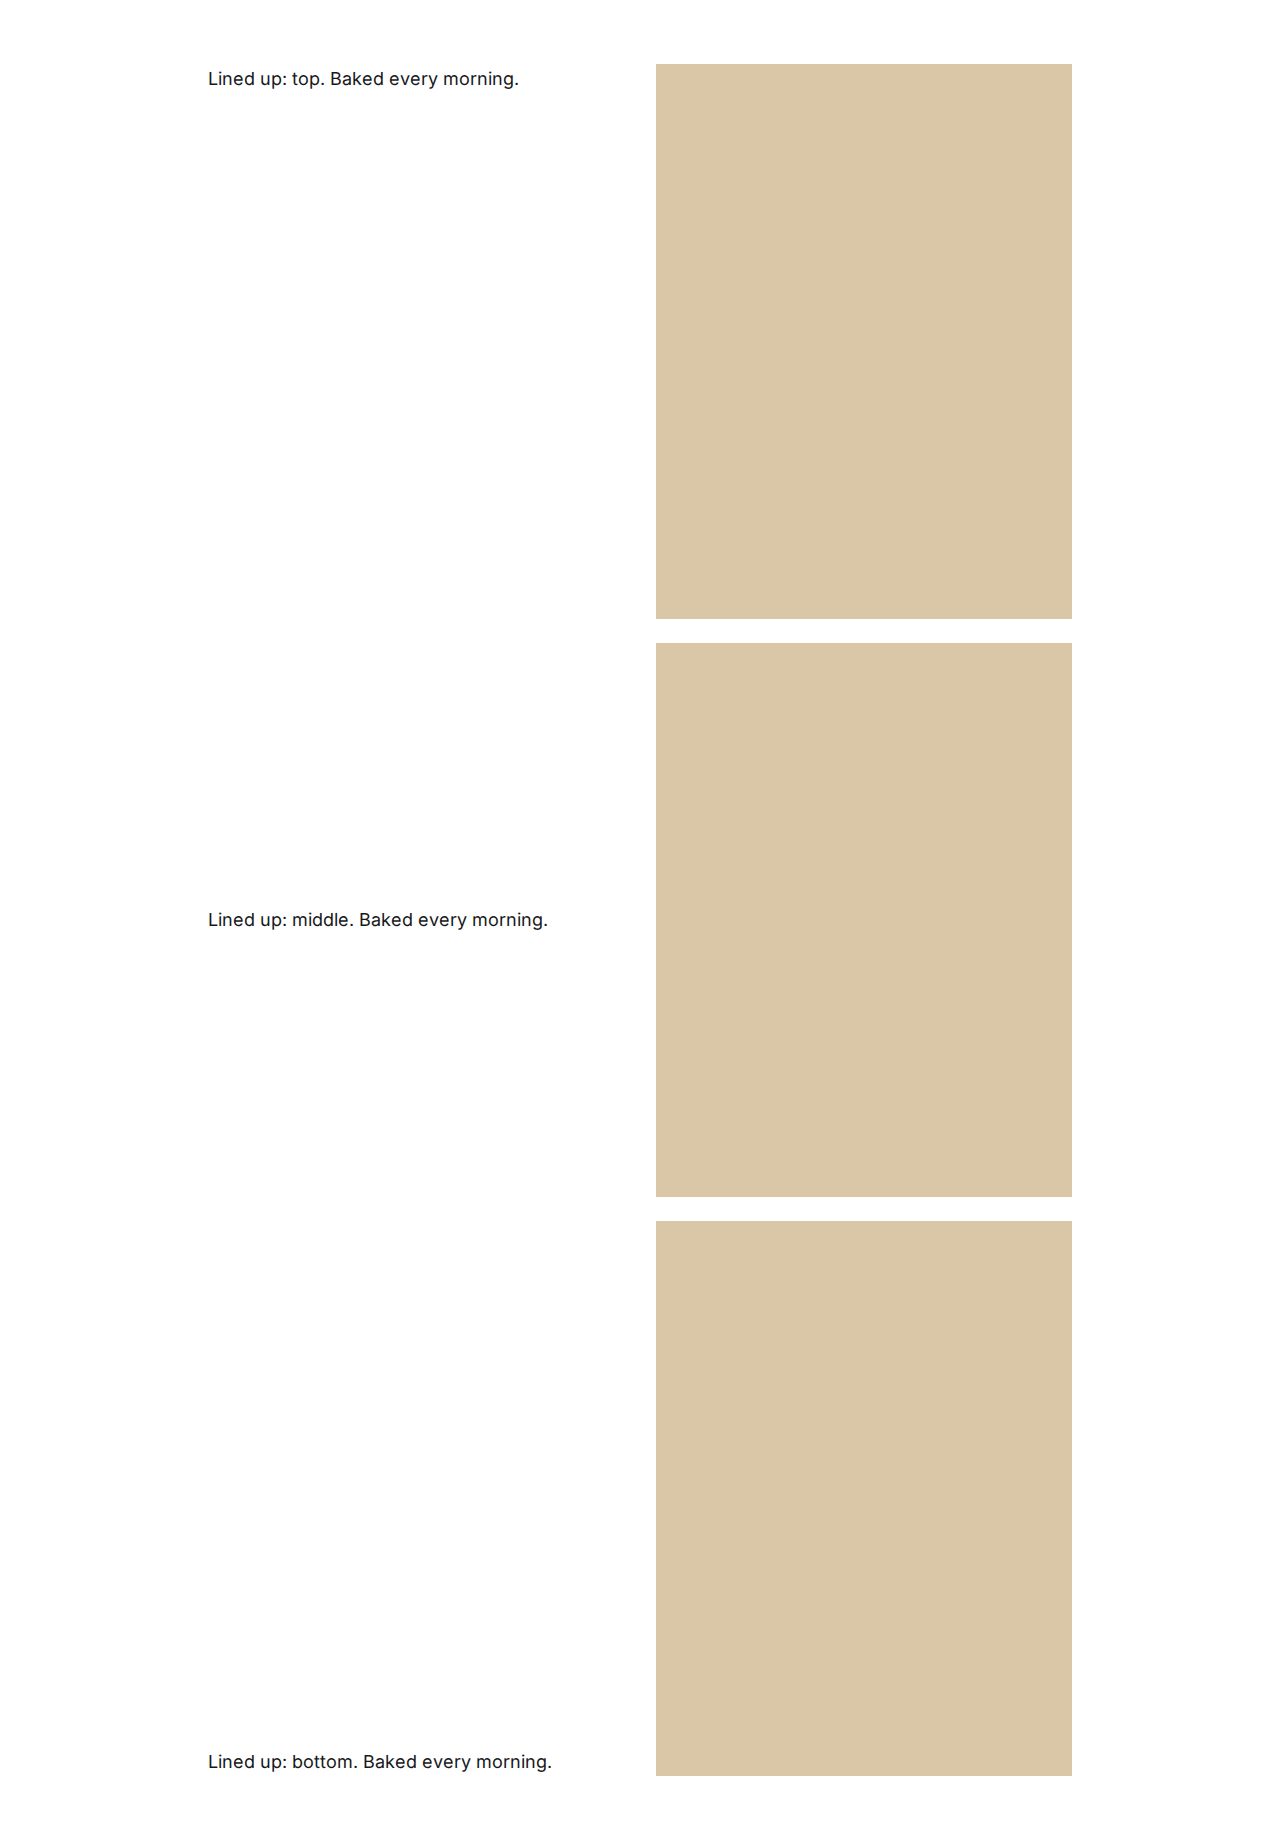 Lined up: top. Baked every morning.
Lined up: middle. Baked every morning.
Lined up: bottom. Baked every morning.